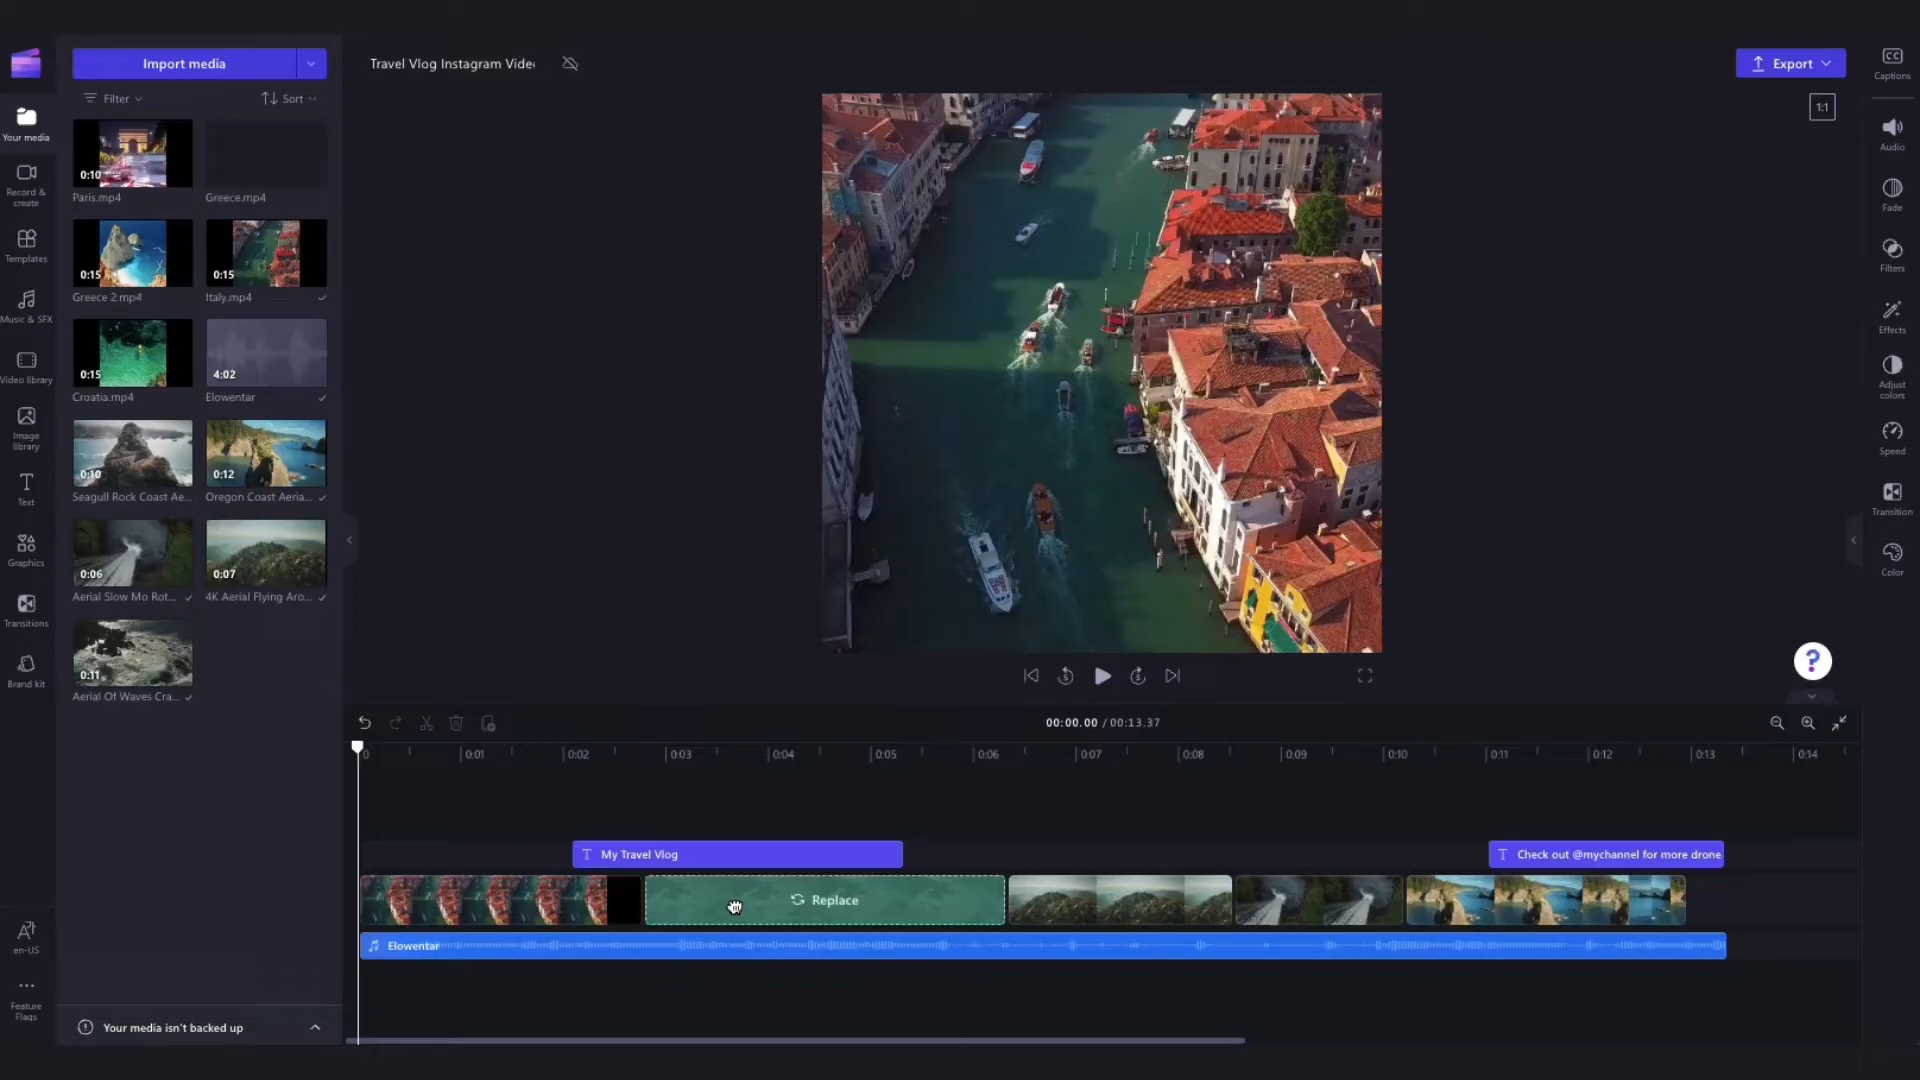 Import media
Travel Vlog Instagram Vide
Export
Captions
Filter
Sort
1:1
Your media
0:10
Paris.mp4
Greece.mp4
Audio
Record &
create
Fade
Templates
0:15
0:15
Greece 2.mp4
Italy.mp4
Filters
Music & SFX
Effects
Video library
0:15
4:02
Croatia.mp4
Elowentar
Adjust
colors
Image
library
Speed
0:10
0:12
Seagull Rock Coast Ae...
Oregon Coast Aeria...
Text
Transition
Graphics
0:06
0:07
Aerial Slow Mo Rot...
4K Aerial Flying Aro...
Color
Transitions
Brand kit
0:11
Aerial Of Waves Cra...
5
5
?
00:00.00 / 00:13.37
0
0:01
0:02
0:03
0:04
0:05
0:06
0:07
0:08
0:09
0:10
0:11
0:12
0:13
0:14
T My Travel Vlog
T Check out @mychannel for more drone
Replace
Elowentar
en-US
Feature
Flags
Your media isn't backed up